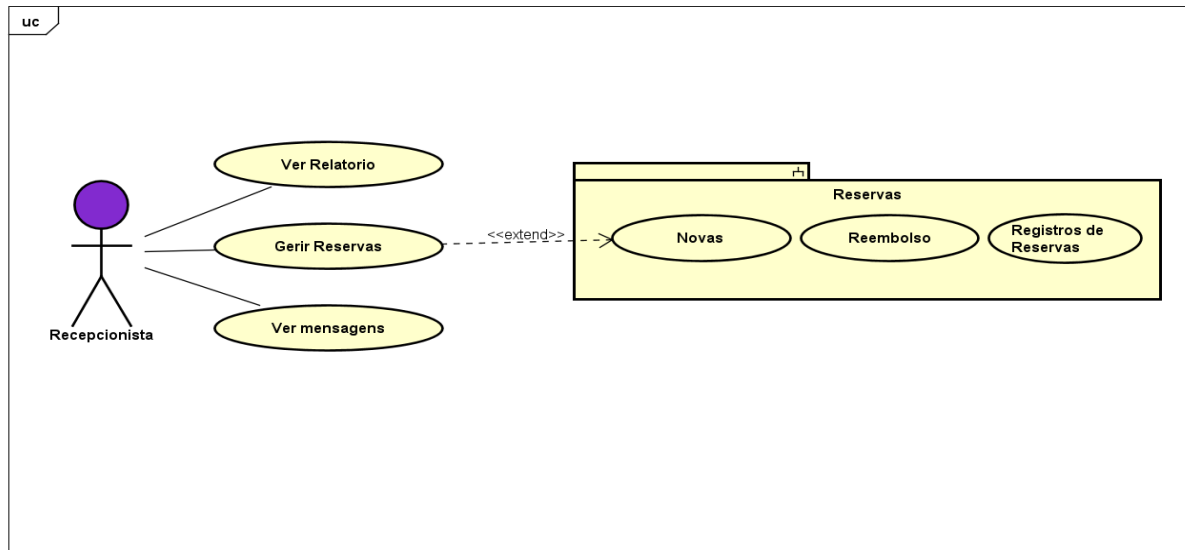 uc
Ver Relatorio
Reservas
Gerir Reservas
<<extend>>
Novas
Reembolso
Registros de
Reservas
Ver mensagens
Recepcionista